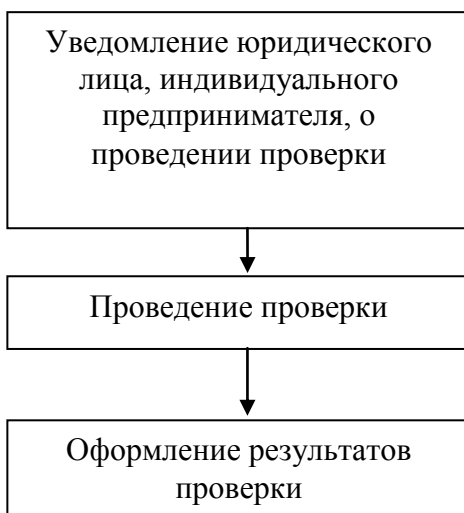 Уведомление юридического
лица, индивидуального
предпринимателя, о
проведении проверки
Проведение проверки
Оформление результатов
проверки